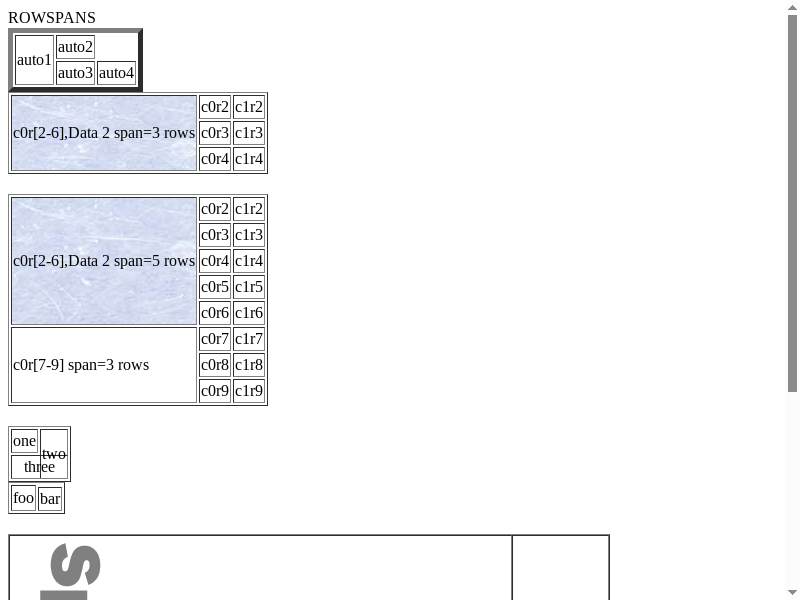 ROWSPANS
auto1 auto2
auto3 auto4
c0r[2-6],Data 2 span=3 rows c0r2 c1r2
c0r3 c1r3
c0r4 c1r4
c0r[2-6],Data 2 span=5 rows c0r2 c1r2
c0r3 c1r3
c0r4 c1r4
c0r5 c1r5
c0r6 c1r6
c0r[7-9] span=3 rows c0r7 c1r7
c0r8 c1r8
c0r9 c1r9
one two
three
foo bar